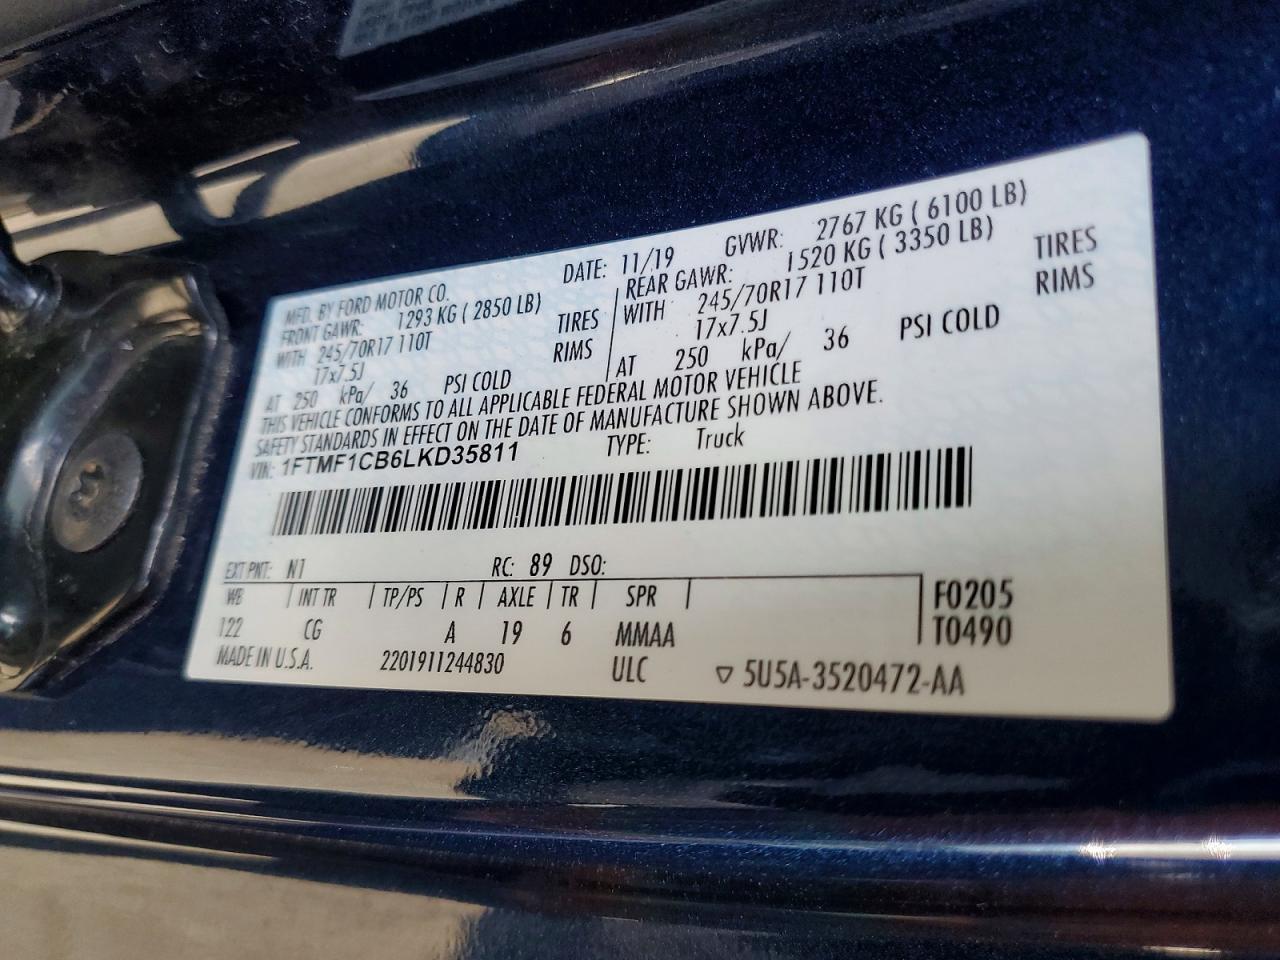 MFD. BY FORD MOTOR CO.
DATE: 11/19 GVWR: 2767 KG ( 6100 LB)
FRONT GAWR: 1293 KG ( 2850 LB)
WITH 245/70R17 110T TIRES
17x7.5J RIMS
AT 250 kPa/ 36 PSI COLD
REAR GAWR: 1520 KG ( 3350 LB)
WITH 245/70R17 110T TIRES
17x7.5J RIMS
AT 250 kPa/ 36 PSI COLD
THIS VEHICLE CONFORMS TO ALL APPLICABLE FEDERAL MOTOR VEHICLE
SAFETY STANDARDS IN EFFECT ON THE DATE OF MANUFACTURE SHOWN ABOVE.
VIN: 1FTMF1CB6LKD35811 TYPE: Truck
EXT PNT: N1 RC: 89 DSO:
WB INT TR TP/PS R AXLE TR SPR F0205
122 CG A 19 6 MMAA T0490
MADE IN U.S.A. 2201911244830 ULC ▽ 5U5A-3520472-AA